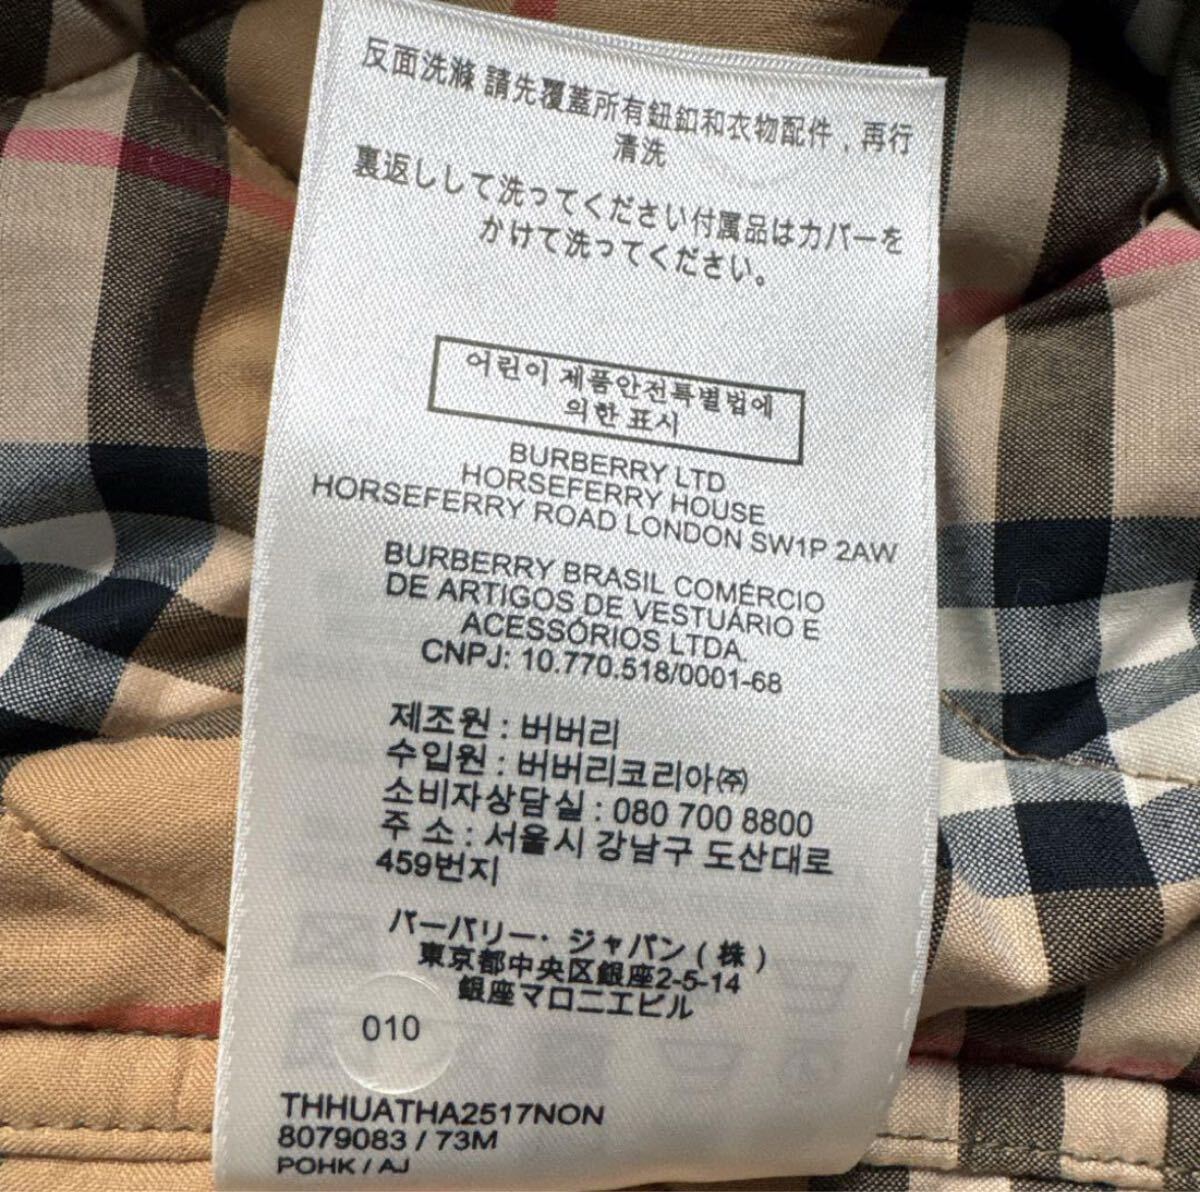 反面洗滌 請先覆蓋所有鈕釦和衣物配件 , 再行
清洗
裏返しして洗ってください付属品はカバーを
かけて洗ってください。
어린이 제품안전특별법에
의한 표시
BURBERRY LTD
HORSEFERRY HOUSE
HORSEFERRY ROAD LONDON SW1P 2AW
BURBERRY BRASIL COMÉRCIO
DE ARTIGOS DE VESTUÁRIO E
ACESSÓRIOS LTDA.
CNPJ: 10.770.518/0001-68
제조원 : 버버리
수입원 : 버버리코리아㈜
소비자상담실 : 080 700 8800
주 소 : 서울시 강남구 도산대로
459번지
バーバリー・ジャパン ( 株 )
東京都中央区銀座2-5-14
銀座マロニエビル
010
THHUATHA2517NON
8079083 / 73M
POHK / AJ